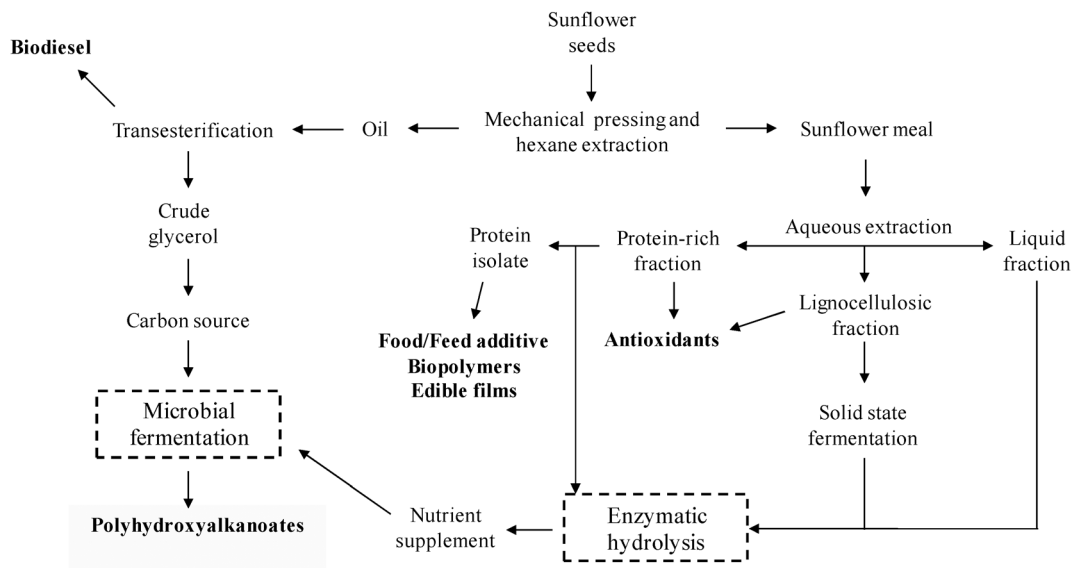 Sunflower
seeds
Biodiesel
Mechanical pressing and
hexane extraction
Transesterification
Oil
Sunflower meal
Crude
glycerol
Aqueous extraction
Protein
isolate
Protein-rich
fraction
Liquid
fraction
Carbon source
Lignocellulosic
fraction
Food/Feed additive
Biopolymers
Edible films
Antioxidants
Microbial
fermentation
Solid state
fermentation
Polyhydroxyalkanoates
Nutrient
supplement
Enzymatic
hydrolysis